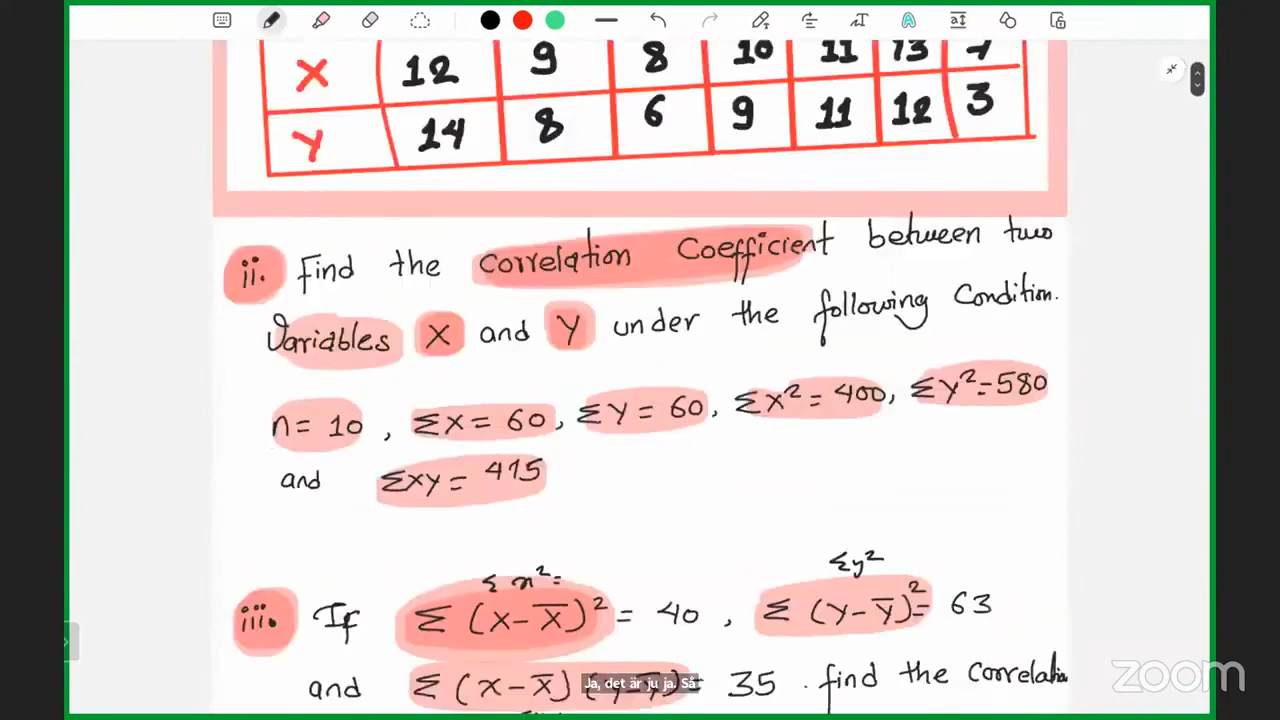 X 12 9 8 10 11 13 7
Y 14 8 6 9 11 12 3
ii. Find the Correlation Coefficient between two
Variables X and Y under the following Condition.
n = 10, ΣX = 60, ΣY = 60, ΣX² = 400, ΣY² = 580
and ΣXY = 415
Σx² = Σy²
iii. If Σ (X - X̄)² = 40, Σ (Y - Ȳ)² = 63
and Σ (X - X̄) (Y - Ȳ) = 35 . find the Correlation
Ja, det är ju ja. Så
zoom